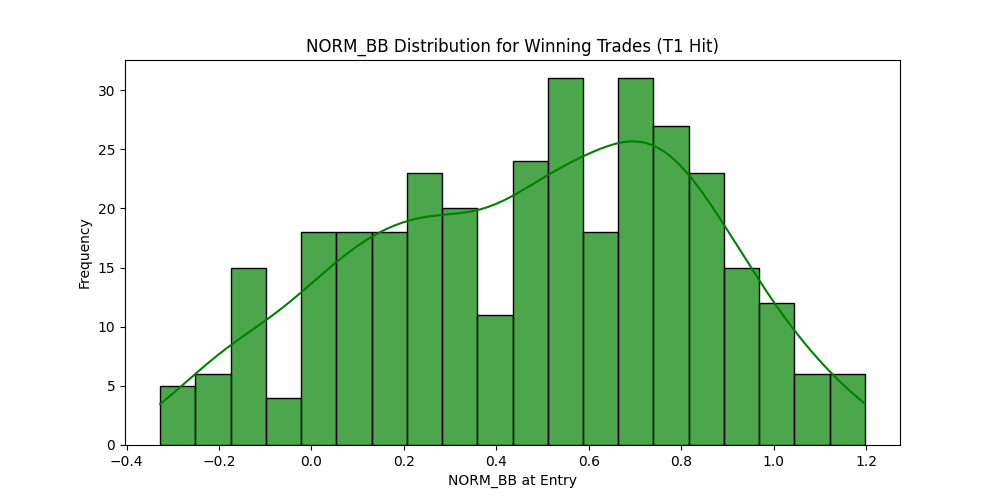 NORM_BB Distribution for Winning Trades (T1 Hit)
Frequency
30
25
20
15
10
5
0
−0.4 −0.2 0.0 0.2 0.4 0.6 0.8 1.0 1.2
NORM_BB at Entry